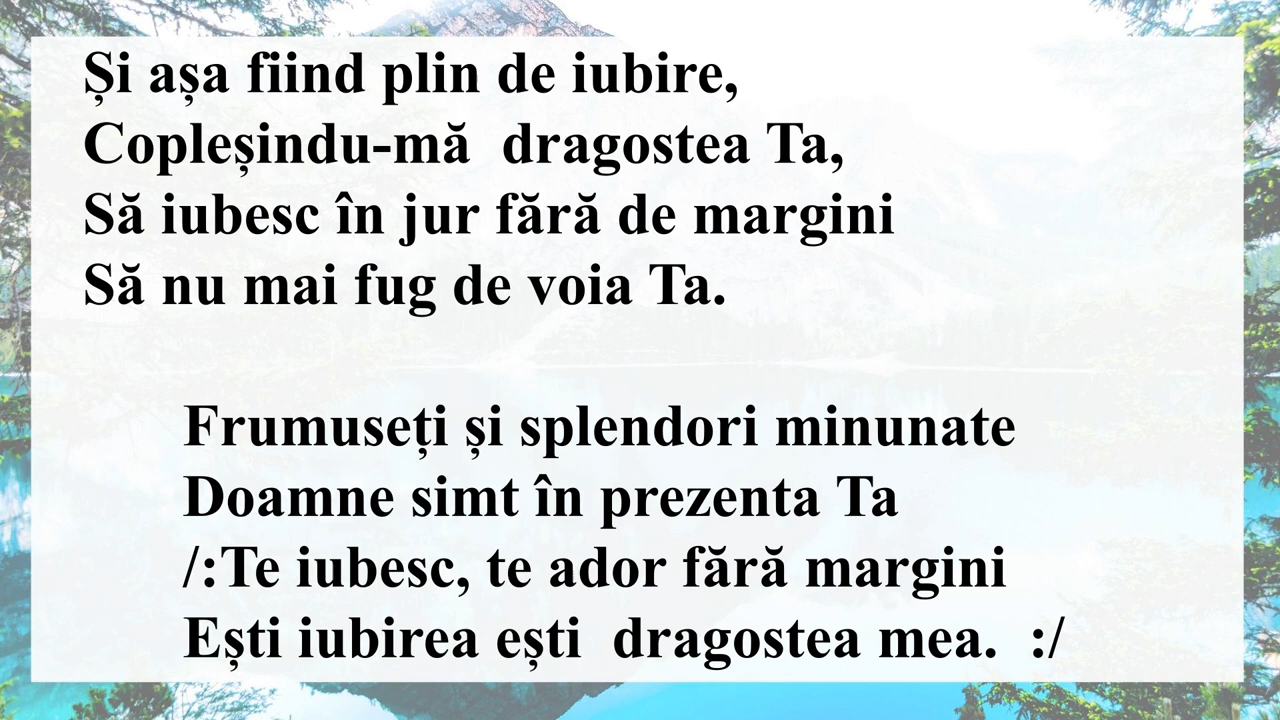 Și așa fiind plin de iubire,
Copleșindu-mă  dragostea Ta,
Să iubesc în jur fără de margini
Să nu mai fug de voia Ta.
Frumuseți și splendori minunate
Doamne simt în prezenta Ta
/:Te iubesc, te ador fără margini
Ești iubirea ești  dragostea mea.  :/